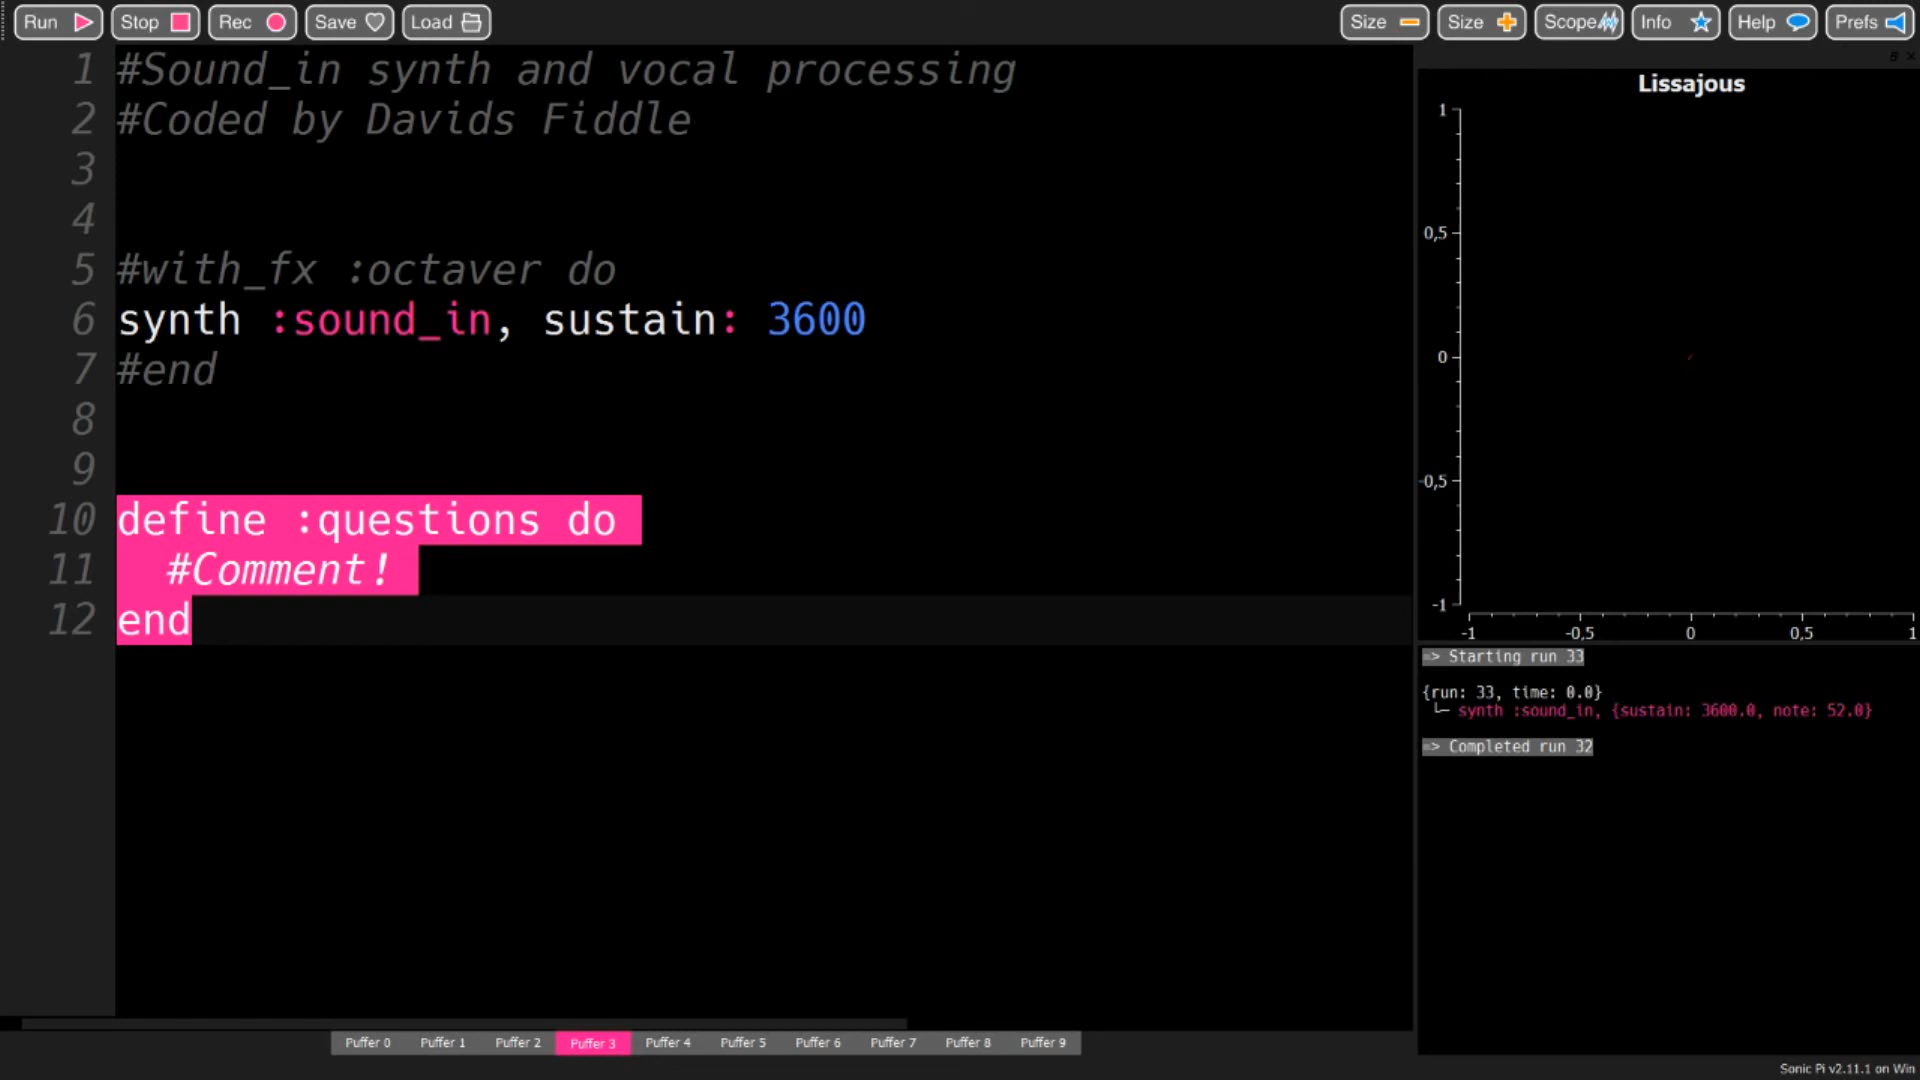 Run Stop Rec Save Load Size Size Scope Info Help Prefs
1 #Sound_in synth and vocal processing
2 #Coded by Davids Fiddle
3
4
5 #with_fx :octaver do
6 synth :sound_in, sustain: 3600
7 #end
8
9
10 define :questions do
11 #Comment!
12 end
Lissajous
1
0,5
0
-0,5
-1
-1 -0,5 0 0,5 1
=> Starting run 33
{run: 33, time: 0.0}
└─ synth :sound_in, {sustain: 3600.0, note: 52.0}
=> Completed run 32
Puffer 0 Puffer 1 Puffer 2 Puffer 3 Puffer 4 Puffer 5 Puffer 6 Puffer 7 Puffer 8 Puffer 9
Sonic Pi v2.11.1 on Win